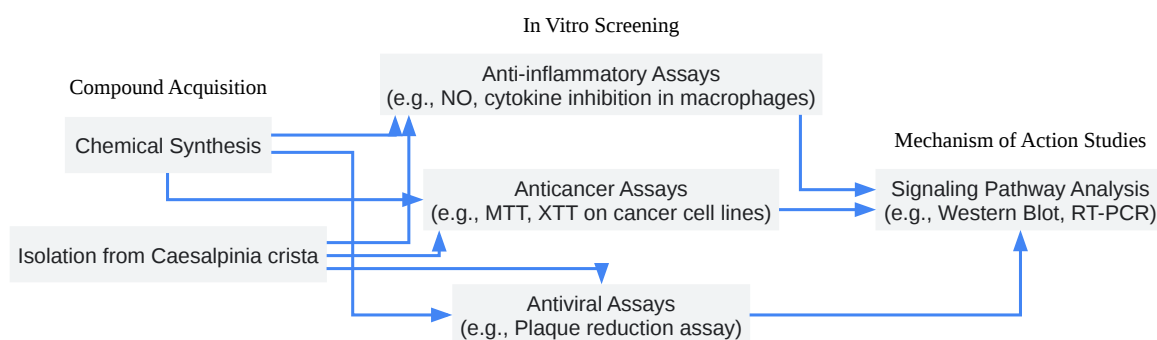 In Vitro Screening
Anti-inflammatory Assays
(e.g., NO, cytokine inhibition in macrophages)
Compound Acquisition
Chemical Synthesis
Mechanism of Action Studies
Anticancer Assays
(e.g., MTT, XTT on cancer cell lines)
Signaling Pathway Analysis
(e.g., Western Blot, RT-PCR)
Isolation from Caesalpinia crista
Antiviral Assays
(e.g., Plaque reduction assay)